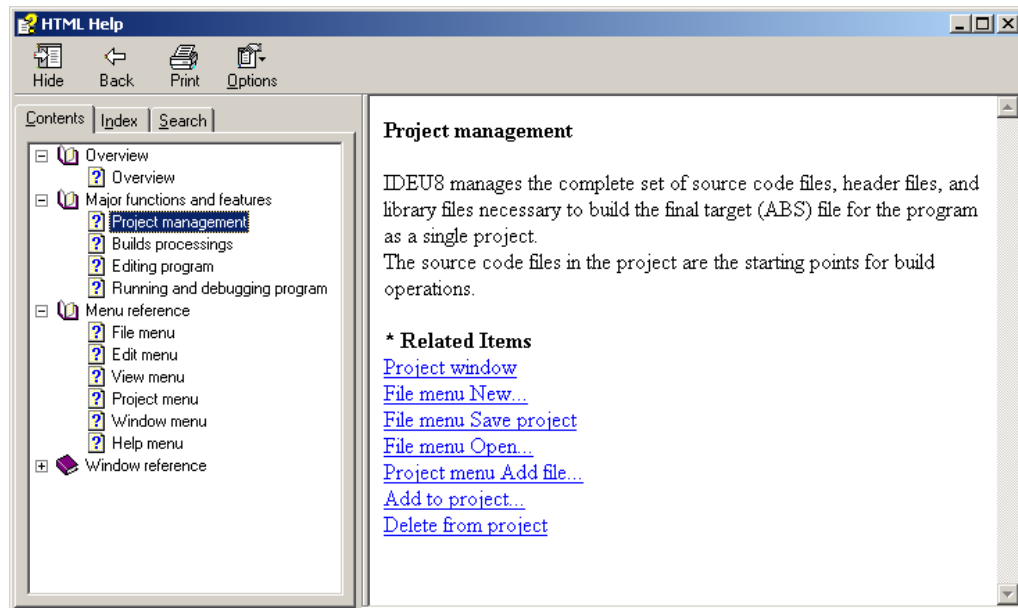 HTML Help
Hide Back Print Options
Contents Index Search
Overview
Overview
Major functions and features
Project management
Builds processings
Editing program
Running and debugging program
Menu reference
File menu
Edit menu
View menu
Project menu
Window menu
Help menu
Window reference
Project management
IDEU8 manages the complete set of source code files, header files, and
library files necessary to build the final target (ABS) file for the program
as a single project.
The source code files in the project are the starting points for build
operations.
* Related Items
Project window
File menu New...
File menu Save project
File menu Open...
Project menu Add file...
Add to project...
Delete from project